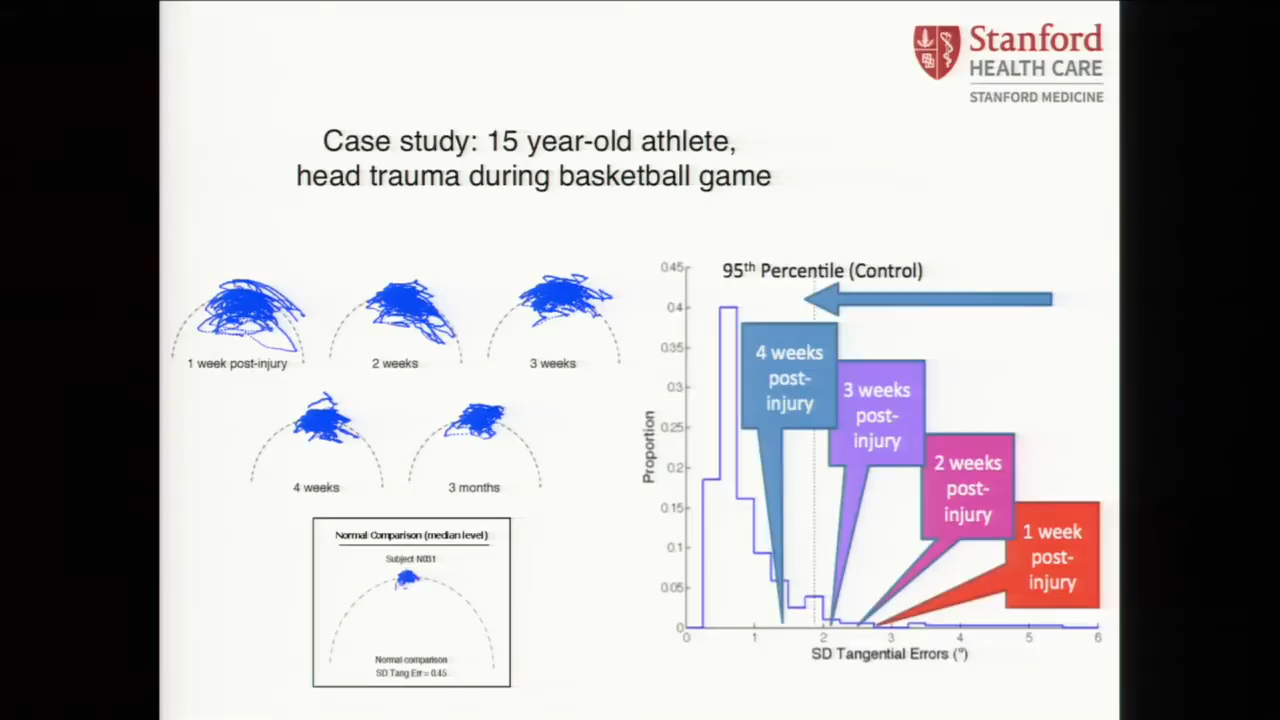 Stanford
HEALTH CARE
STANFORD MEDICINE
Case study: 15 year-old athlete,
head trauma during basketball game
1 week post-injury
2 weeks
3 weeks
4 weeks
3 months
Normal Comparison (median level)
Subject N031
Normal comparison
SD Tang Err = 0.45
95th Percentile (Control)
0.45
0.4
0.35
0.3
0.25
0.2
0.15
0.1
0.05
0
Proportion
4 weeks
post-
injury
3 weeks
post-
injury
2 weeks
post-
injury
1 week
post-
injury
0 1 2 3 4 5 6
SD Tangential Errors (°)